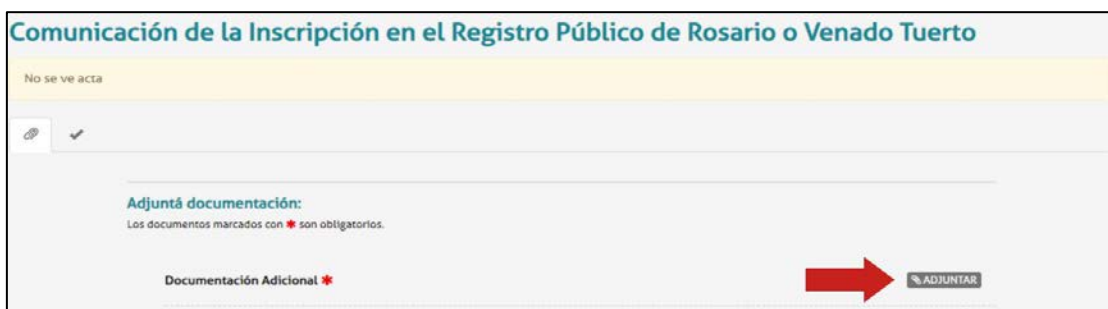 Comunicación de la Inscripción en el Registro Público de Rosario o Venado Tuerto
No se ve acta
Adjuntá documentación:
Los documentos marcados con * son obligatorios.
Documentación Adicional *
ADJUNTAR